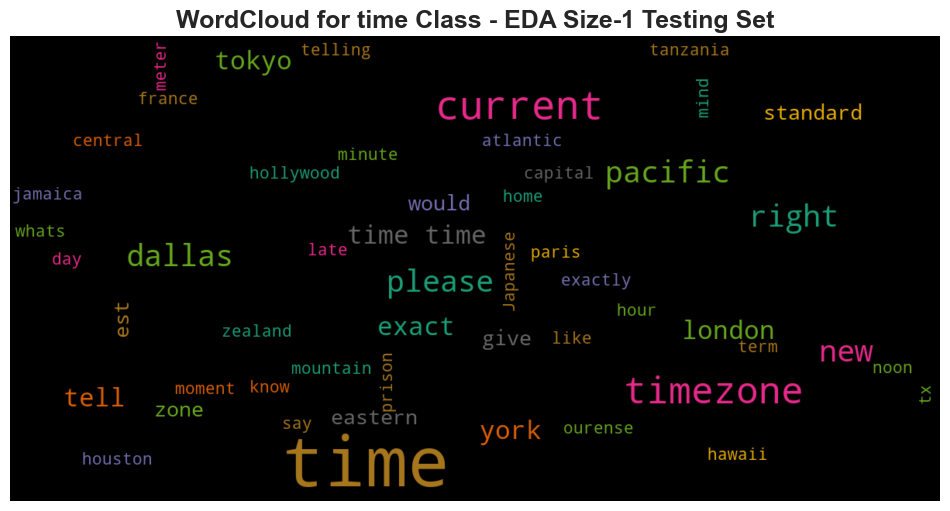 WordCloud for time Class - EDA Size-1 Testing Set
meter
tokyo
telling
tanzania
france
current
mind
standard
central
minute
atlantic
hollywood
capital
pacific
jamaica
would
home
right
whats
time time
day
dallas
late
Japanese
paris
please
exactly
est
zealand
exact
give
like
hour
london
term
new
noon
mountain
prison
tell
moment
know
timezone
tx
zone
say
eastern
york
ourense
houston
time
hawaii